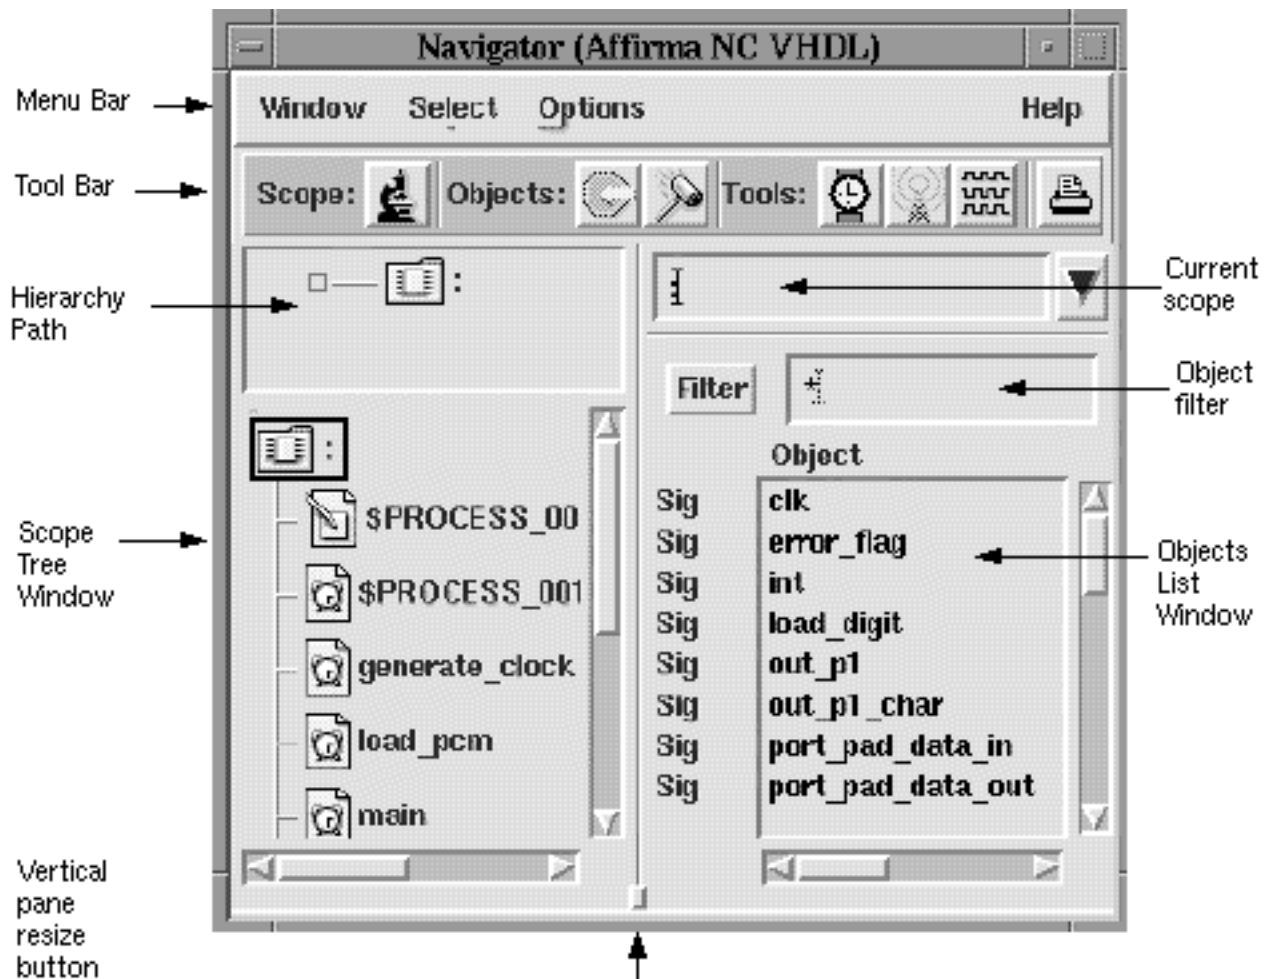 Navigator (Affirma NC VHDL)
Menu Bar
Window Select Options Help
Tool Bar
Scope: Objects: Tools:
Hierarchy
Path
:
Current
scope
Filter
*
Object
filter
Scope
Tree
Window
:
$PROCESS_00
$PROCESS_001
generate_clock
load_pcm
main
Object
Sig clk
Sig error_flag
Sig int
Sig load_digit
Sig out_p1
Sig out_p1_char
Sig port_pad_data_in
Sig port_pad_data_out
Objects
List
Window
Vertical
pane
resize
button